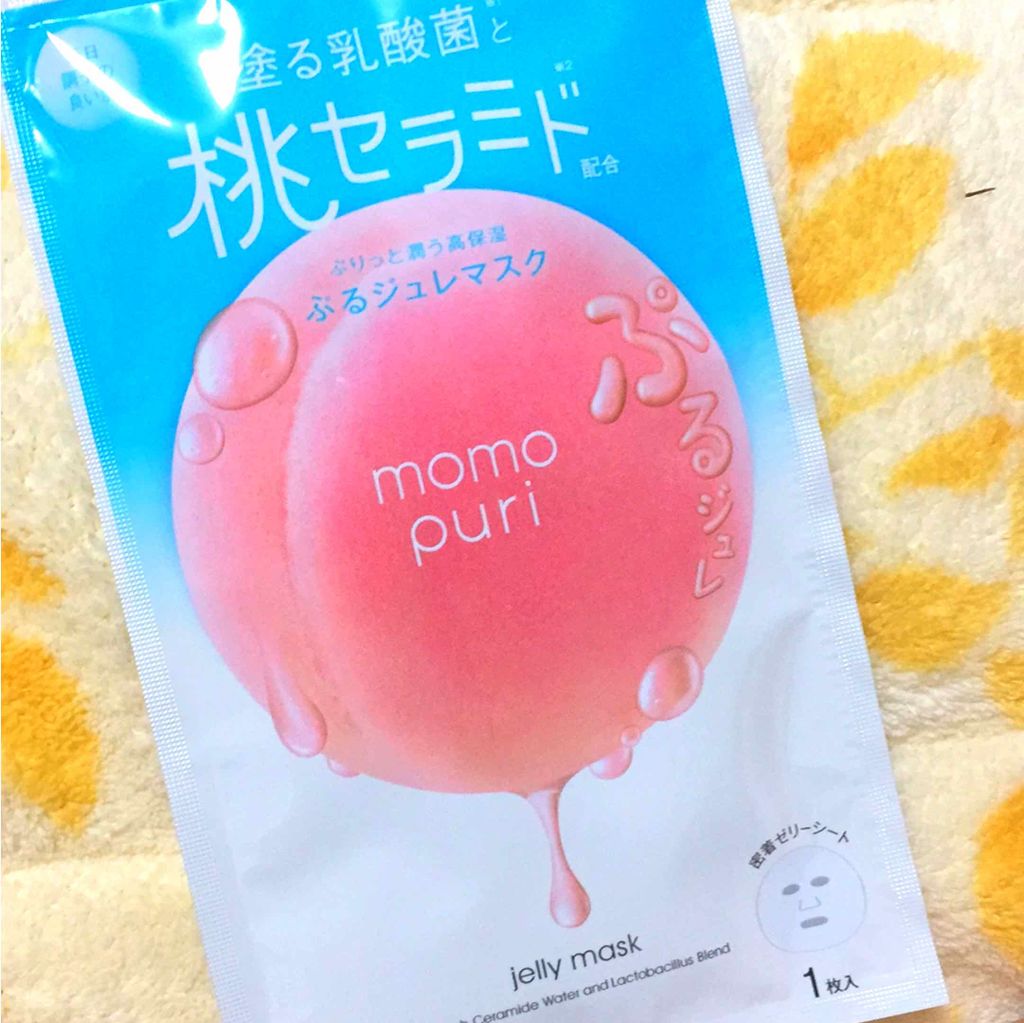 塗る乳酸菌と
桃セラミド配合
ぷりっと潤う高保湿
ぷるジュレマスク
ぷるジュレ
momo
puri
密着ゼリーシート
1枚入
jelly mask
Ceramide Water and Lactobacillus Blend